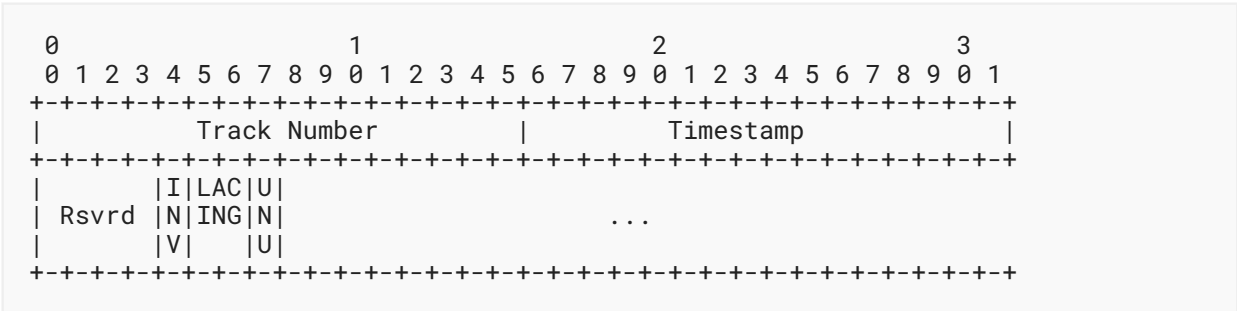 0                   1                   2                   3
 0 1 2 3 4 5 6 7 8 9 0 1 2 3 4 5 6 7 8 9 0 1 2 3 4 5 6 7 8 9 0 1
+-+-+-+-+-+-+-+-+-+-+-+-+-+-+-+-+-+-+-+-+-+-+-+-+-+-+-+-+-+-+-+-+
|          Track Number         |         Timestamp             |
+-+-+-+-+-+-+-+-+-+-+-+-+-+-+-+-+-+-+-+-+-+-+-+-+-+-+-+-+-+-+-+-+
|       |I|LAC|U|
| Rsvrd |N|ING|N|                     ...
|       |V|   |U|
+-+-+-+-+-+-+-+-+-+-+-+-+-+-+-+-+-+-+-+-+-+-+-+-+-+-+-+-+-+-+-+-+